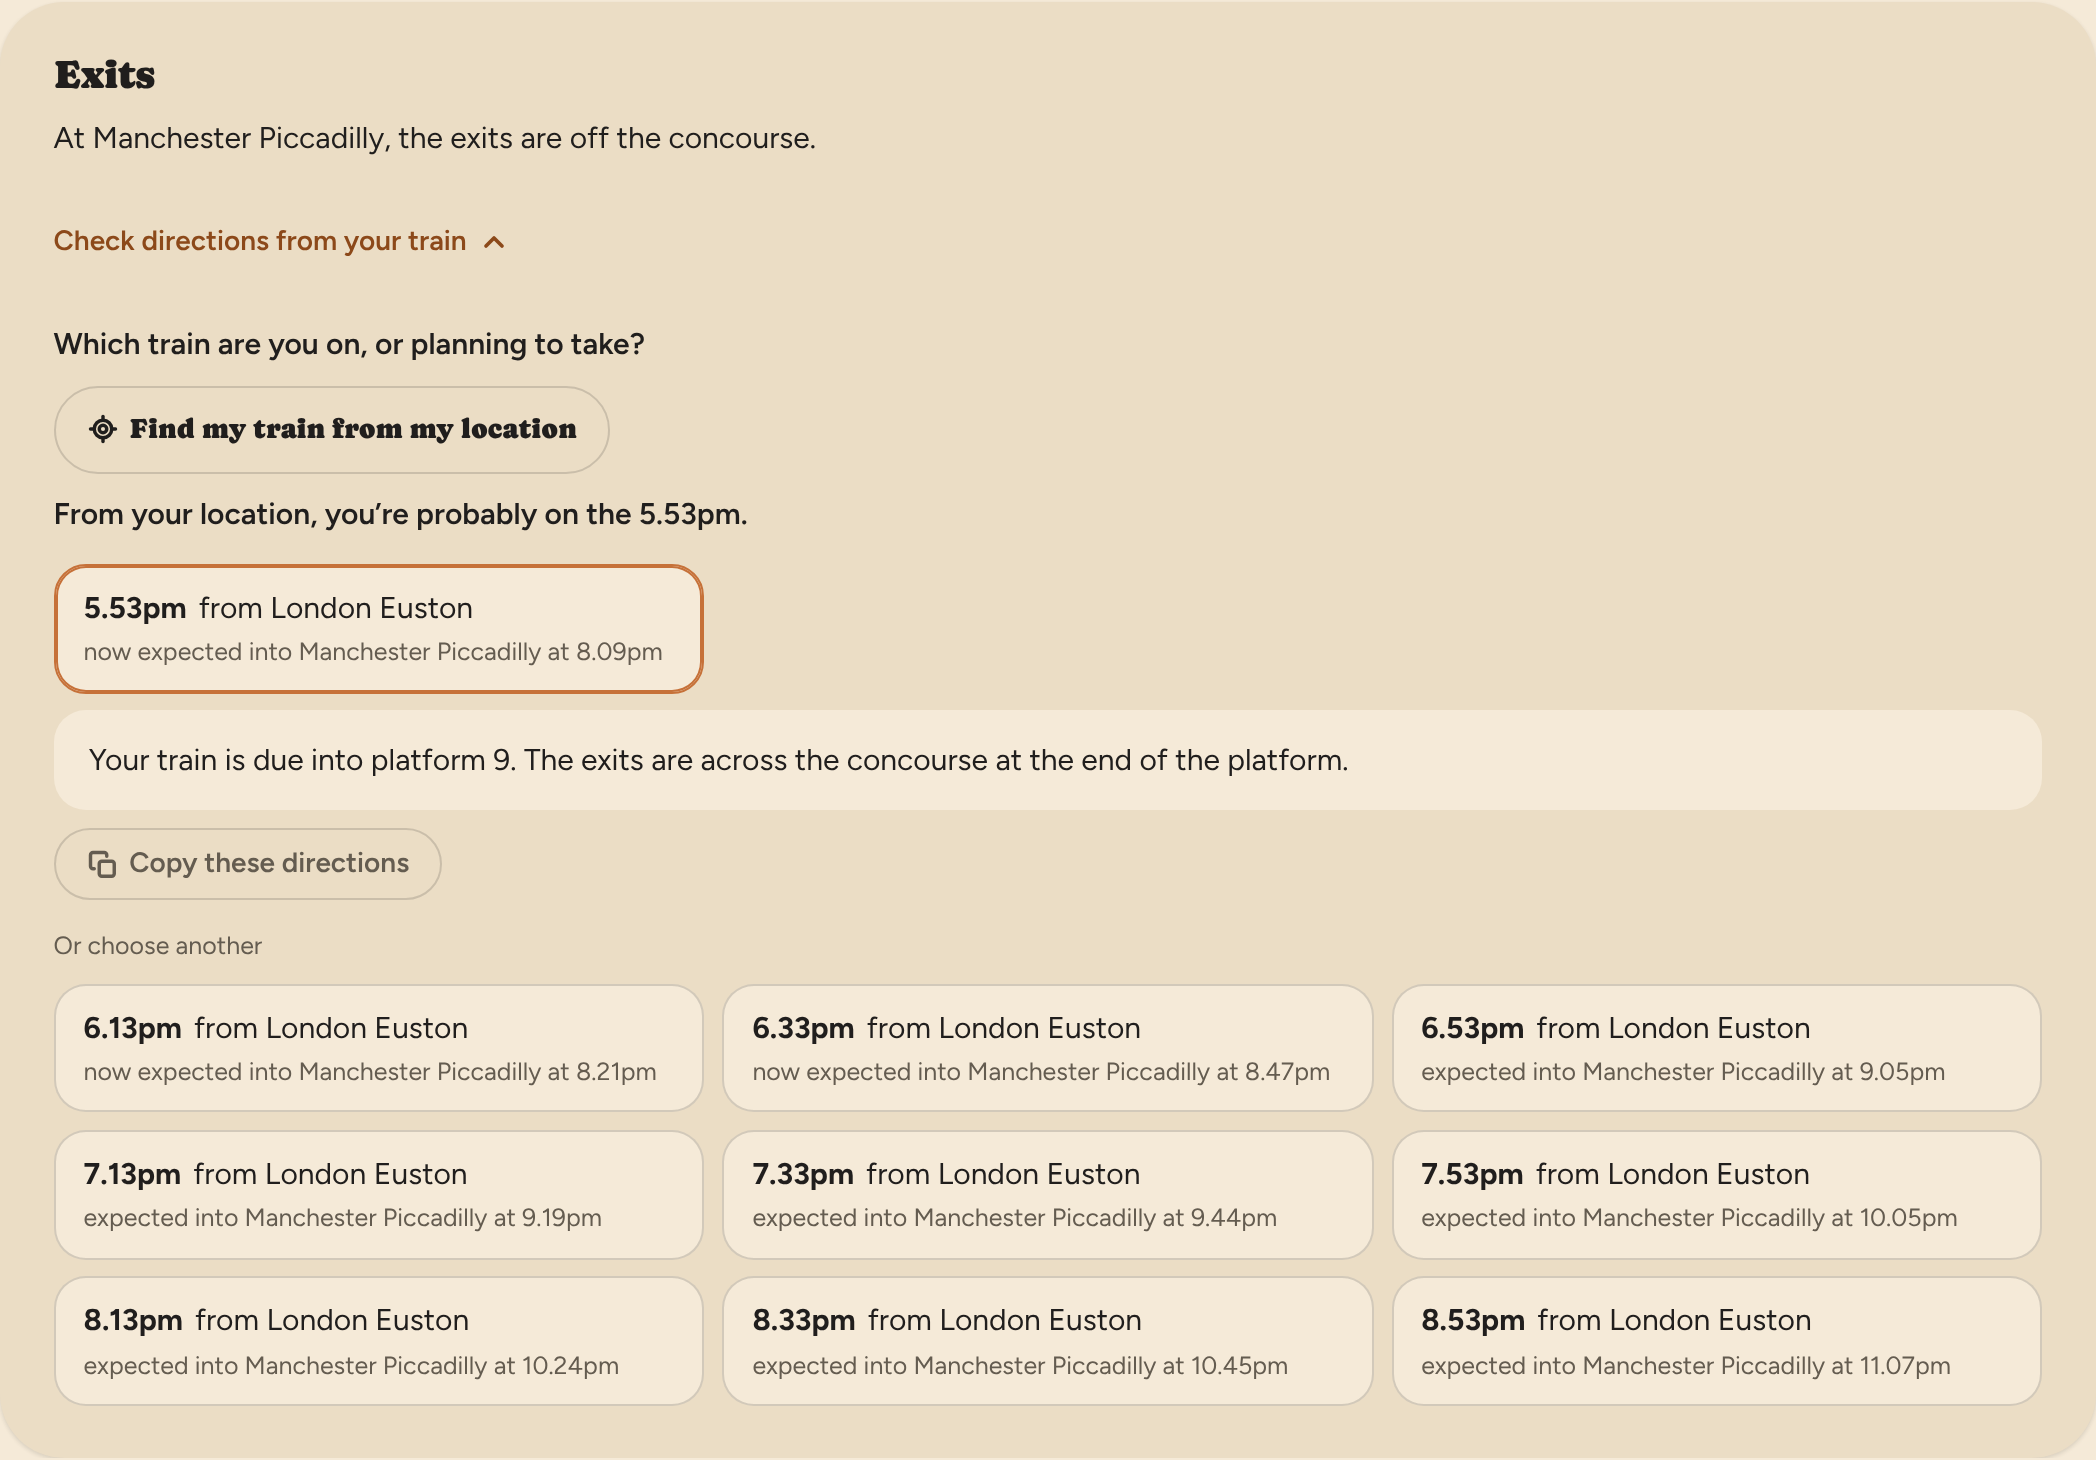 Exits
At Manchester Piccadilly, the exits are off the concourse.
Check directions from your train
Which train are you on, or planning to take?
Find my train from my location
From your location, you’re probably on the 5.53pm.
5.53pm from London Euston
now expected into Manchester Piccadilly at 8.09pm
Your train is due into platform 9. The exits are across the concourse at the end of the platform.
Copy these directions
Or choose another
6.13pm from London Euston
now expected into Manchester Piccadilly at 8.21pm
6.33pm from London Euston
now expected into Manchester Piccadilly at 8.47pm
6.53pm from London Euston
expected into Manchester Piccadilly at 9.05pm
7.13pm from London Euston
expected into Manchester Piccadilly at 9.19pm
7.33pm from London Euston
expected into Manchester Piccadilly at 9.44pm
7.53pm from London Euston
expected into Manchester Piccadilly at 10.05pm
8.13pm from London Euston
expected into Manchester Piccadilly at 10.24pm
8.33pm from London Euston
expected into Manchester Piccadilly at 10.45pm
8.53pm from London Euston
expected into Manchester Piccadilly at 11.07pm